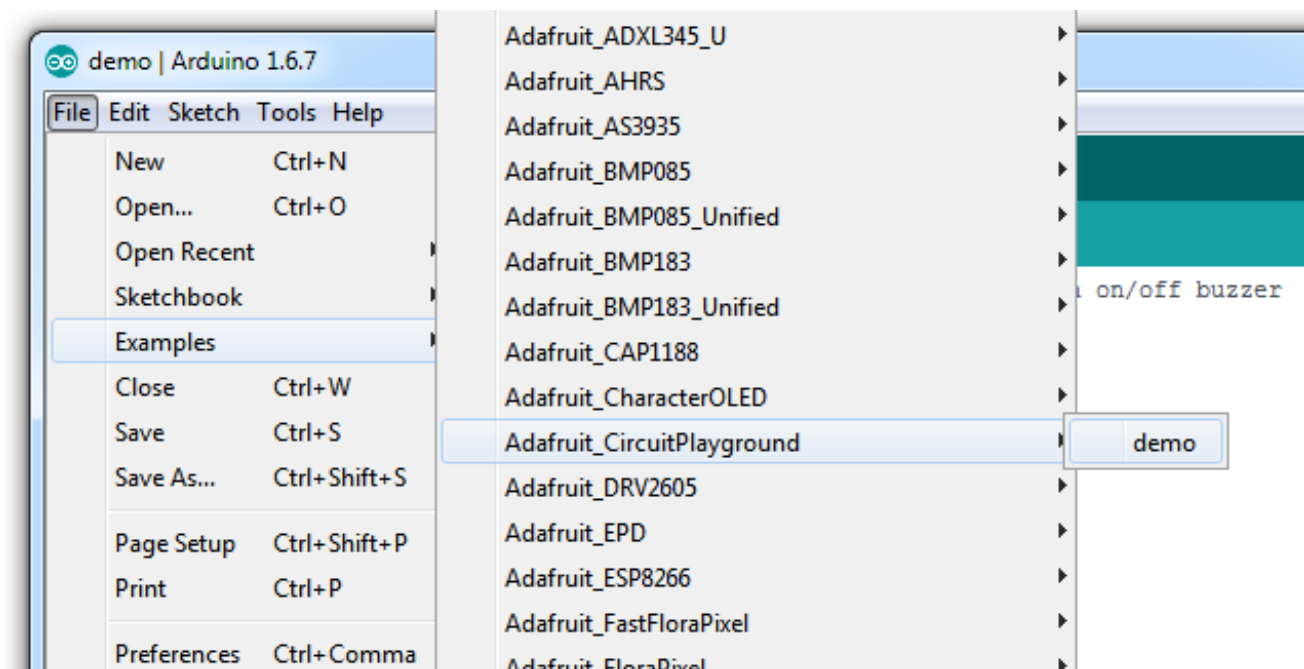 demo | Arduino 1.6.7
File Edit Sketch Tools Help
New Ctrl+N
Open... Ctrl+O
Open Recent
Sketchbook
Examples
Close Ctrl+W
Save Ctrl+S
Save As... Ctrl+Shift+S
Page Setup Ctrl+Shift+P
Print Ctrl+P
Preferences Ctrl+Comma
Adafruit_ADXL345_U
Adafruit_AHRS
Adafruit_AS3935
Adafruit_BMP085
Adafruit_BMP085_Unified
Adafruit_BMP183
Adafruit_BMP183_Unified
Adafruit_CAP1188
Adafruit_CharacterOLED
Adafruit_CircuitPlayground
Adafruit_DRV2605
Adafruit_EPD
Adafruit_ESP8266
Adafruit_FastFloraPixel
Adafruit_FloraPixel
demo
on/off buzzer